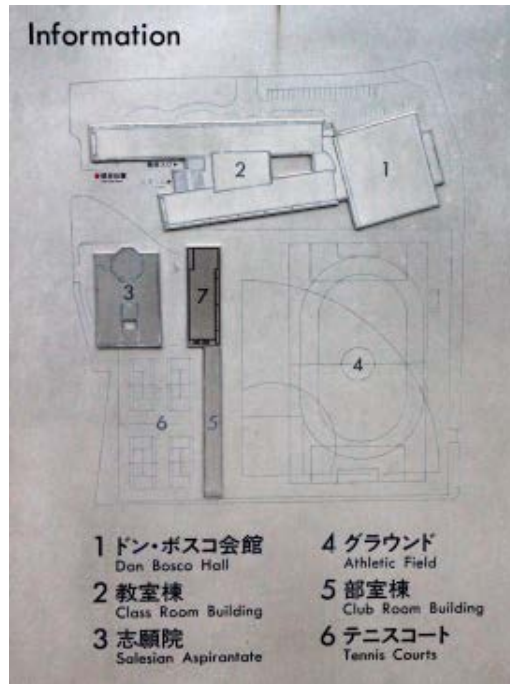 Information
2
1
3
7
4
6
5
1 ドン・ボスコ会館
Don Bosco Hall
2 教室棟
Class Room Building
3 志願院
Salesian Aspirantate
4 グラウンド
Athletic Field
5 部室棟
Club Room Building
6 テニスコート
Tennis Courts